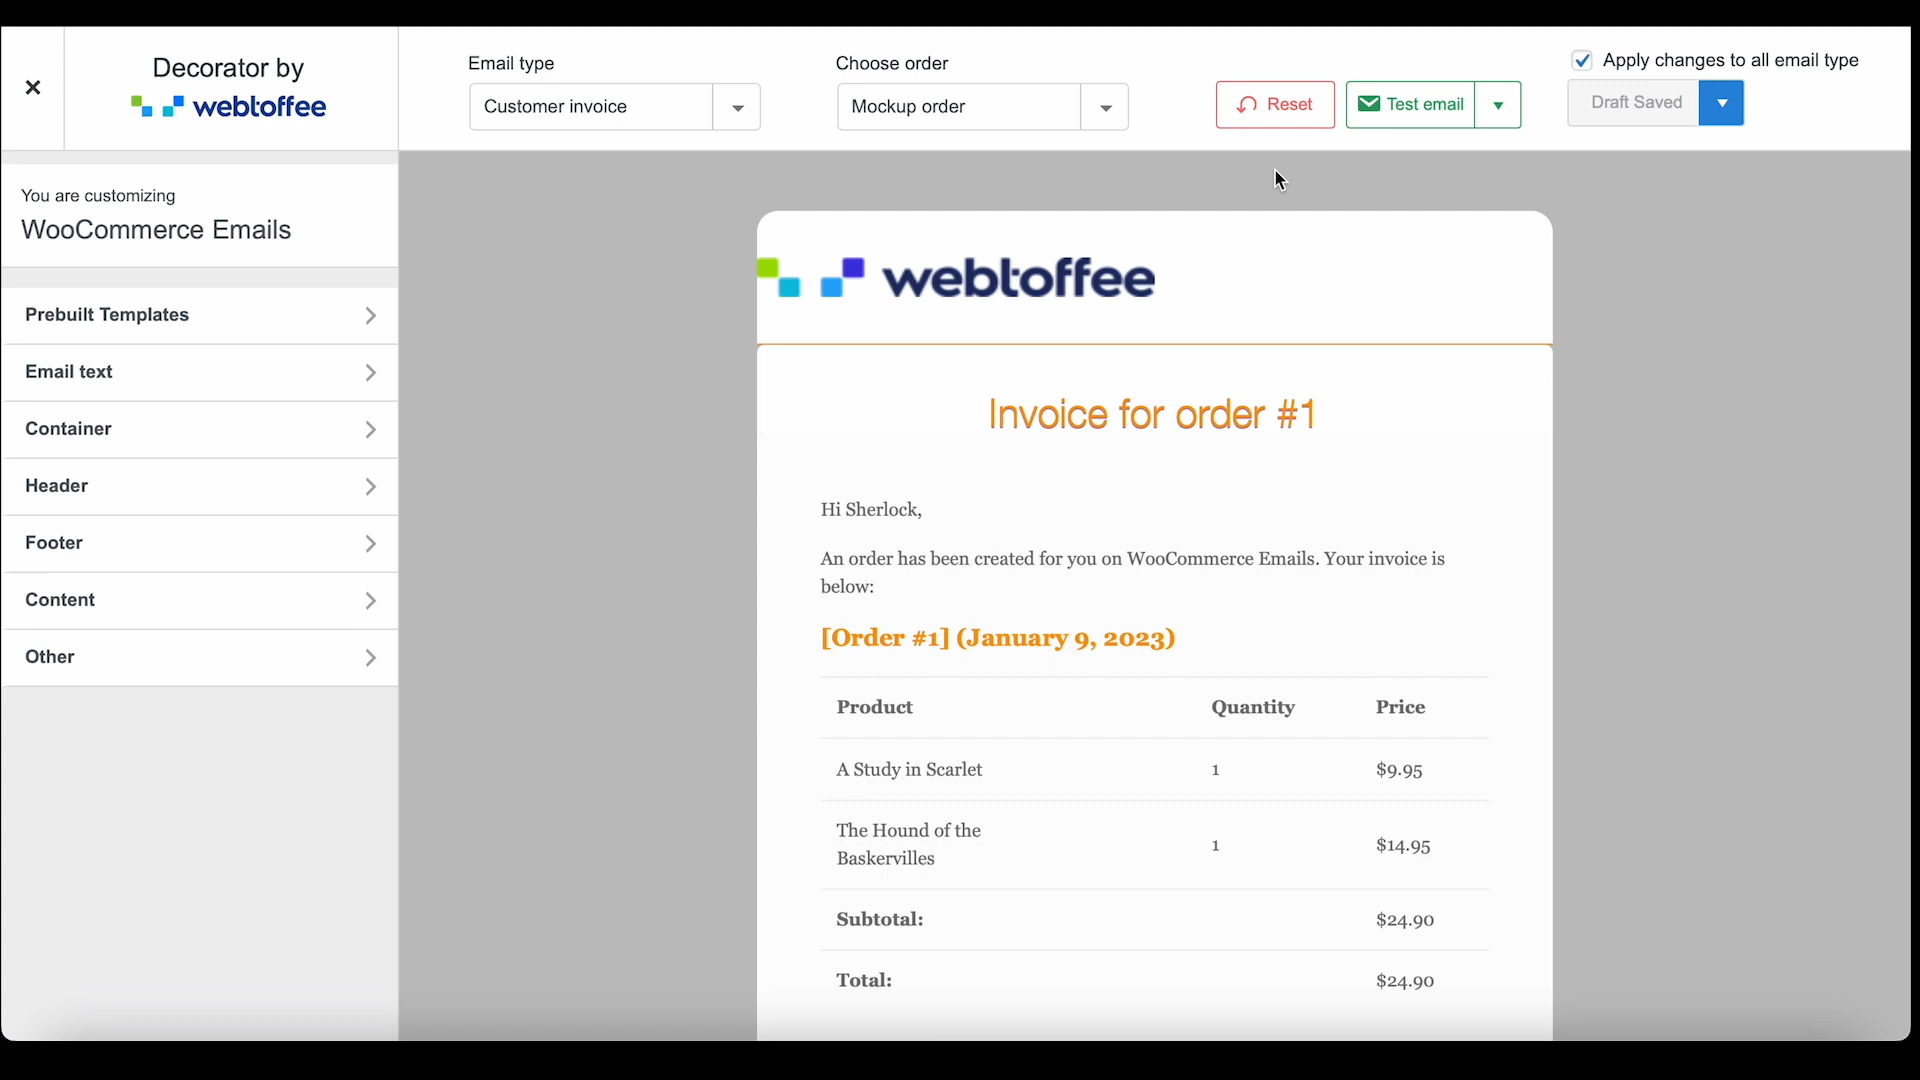 Decorator by
webtoffee
Email type
Customer invoice
Choose order
Mockup order
Reset
Test email
Apply changes to all email type
Draft Saved
You are customizing
WooCommerce Emails
Prebuilt Templates
Email text
Container
Header
Footer
Content
Other
webtoffee
Invoice for order #1
Hi Sherlock,
An order has been created for you on WooCommerce Emails. Your invoice is
below:
[Order #1] (January 9, 2023)
Product Quantity Price
A Study in Scarlet 1 $9.95
The Hound of the
Baskervilles 1 $14.95
Subtotal: $24.90
Total: $24.90